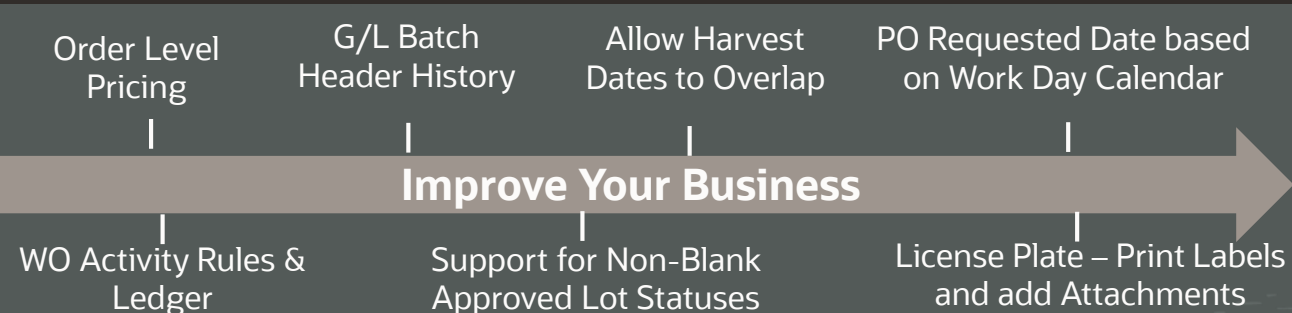 Order Level
Pricing
G/L Batch
Header History
Allow Harvest
Dates to Overlap
PO Requested Date based
on Work Day Calendar
Improve Your Business
WO Activity Rules &
Ledger
Support for Non-Blank
Approved Lot Statuses
License Plate – Print Labels
and add Attachments